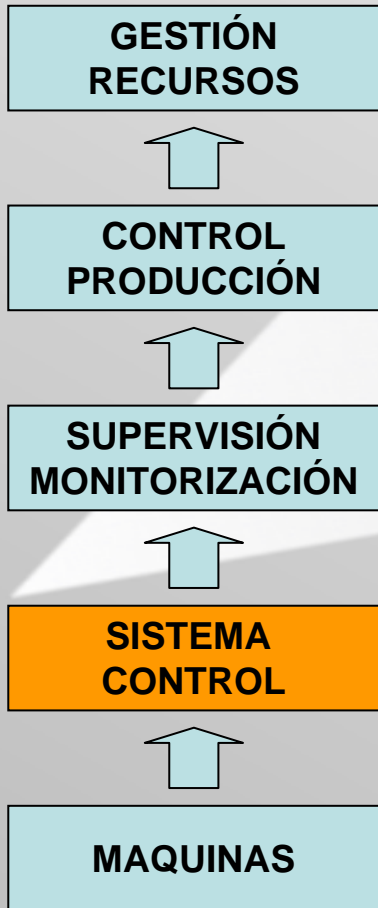 GESTIÓN
RECURSOS
CONTROL
PRODUCCIÓN
SUPERVISIÓN
MONITORIZACIÓN
SISTEMA
CONTROL
MAQUINAS